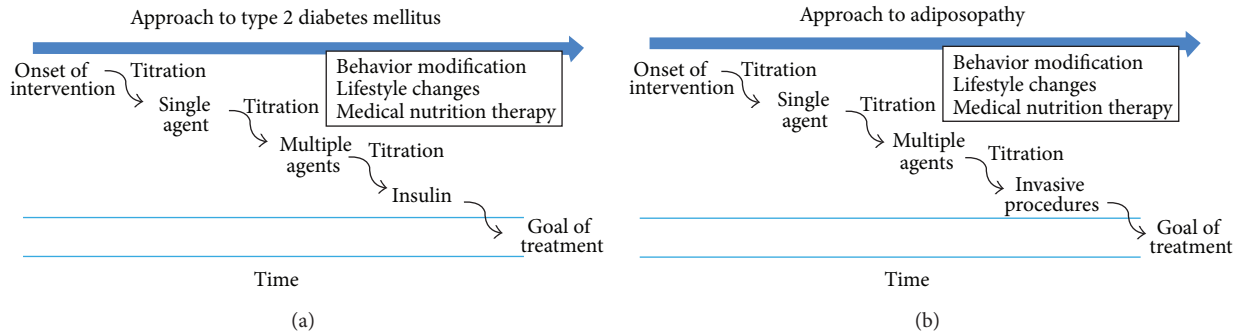 Approach to type 2 diabetes mellitus
Onset of
intervention
Titration
Single
agent
Titration
Multiple
agents
Titration
Insulin
Goal of
treatment
Behavior modification
Lifestyle changes
Medical nutrition therapy
Time
(a)
Approach to adiposopathy
Onset of
intervention
Titration
Single
agent
Titration
Multiple
agents
Titration
Invasive
procedures
Goal of
treatment
Behavior modification
Lifestyle changes
Medical nutrition therapy
Time
(b)